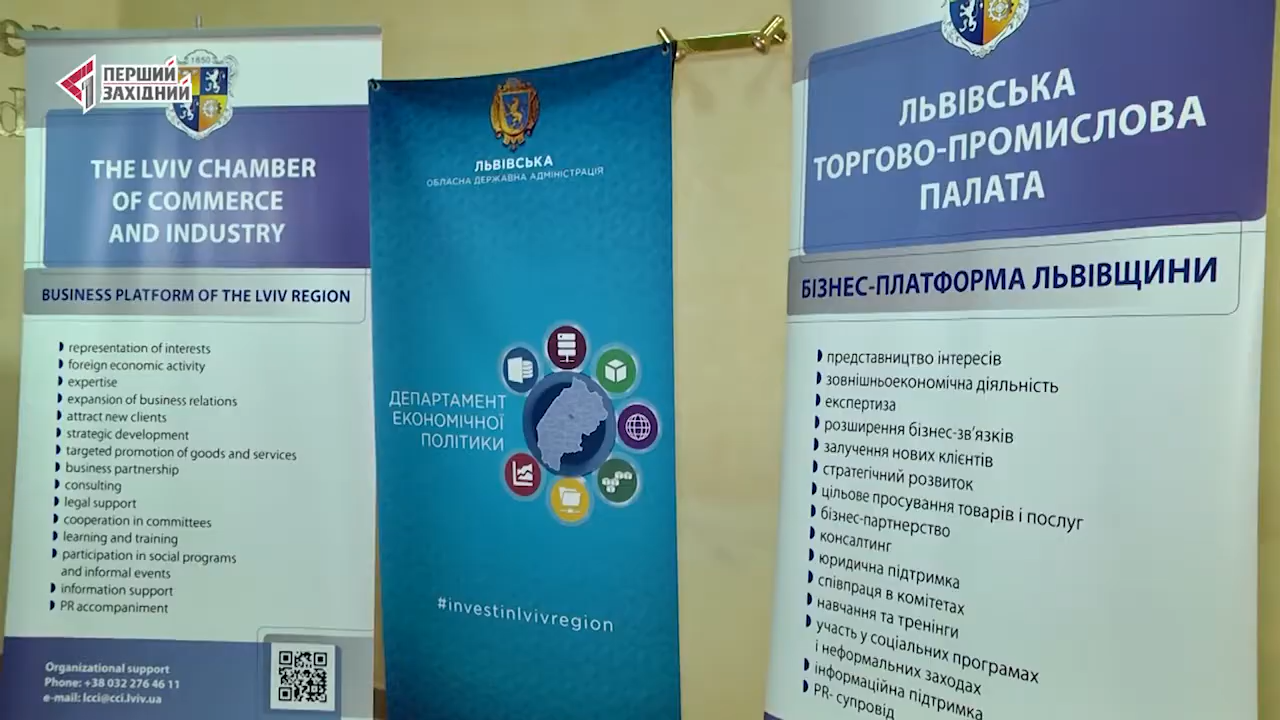 ПЕРШИЙ
ЗАХІДНИЙ
1850
THE LVIV CHAMBER
OF COMMERCE
AND INDUSTRY
BUSINESS PLATFORM OF THE LVIV REGION
representation of interests
foreign economic activity
expertise
expansion of business relations
attract new clients
strategic development
targeted promotion of goods and services
business partnership
consulting
legal support
cooperation in committees
learning and training
participation in social programs
and informal events
information support
PR accompaniment
Organizational support
Phone: +38 032 276 46 11
e-mail: lcci@cci.lviv.ua
ЛЬВІВСЬКА
ОБЛАСНА ДЕРЖАВНА АДМІНІСТРАЦІЯ
ДЕПАРТАМЕНТ
ЕКОНОМІЧНОЇ
ПОЛІТИКИ
#investinlvivregion
ЛЬВІВСЬКА
ТОРГОВО-ПРОМИСЛОВА
ПАЛАТА
БІЗНЕС-ПЛАТФОРМА ЛЬВІВЩИНИ
представництво інтересів
зовнішньоекономічна діяльність
експертиза
розширення бізнес-зв'язків
залучення нових клієнтів
стратегічний розвиток
цільове просування товарів і послуг
бізнес-партнерство
консалтинг
юридична підтримка
співпраця в комітетах
навчання та тренінги
участь у соціальних програмах
і неформальних заходах
інформаційна підтримка
PR- супровід